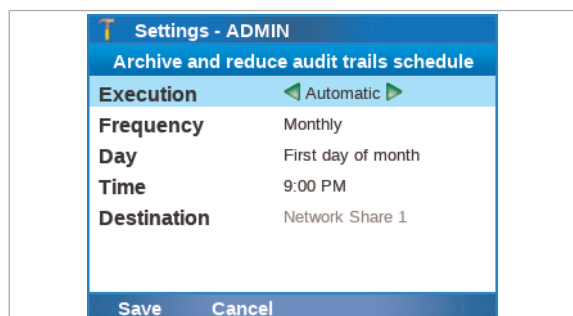 Settings - ADMIN
Archive and reduce audit trails schedule
Execution Automatic
Frequency Monthly
Day First day of month
Time 9:00 PM
Destination Network Share 1
Save Cancel